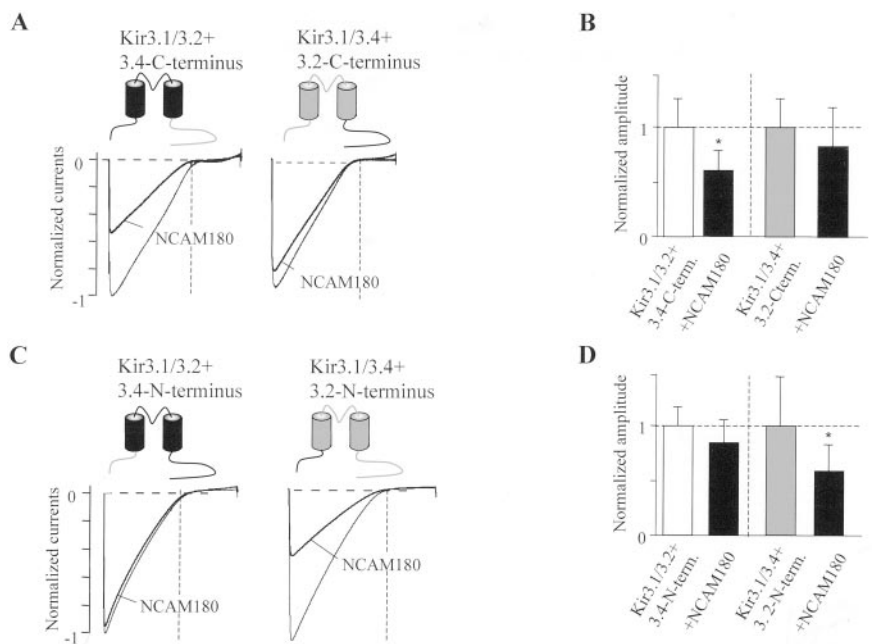 A
Kir3.1/3.2+
3.4-C-terminus
Kir3.1/3.4+
3.2-C-terminus
Normalized currents
0
-1
NCAM180
NCAM180
B
Normalized amplitude
1
0
Kir3.1/3.2+
3.4-C-term.
+NCAM180
Kir3.1/3.4+
3.2-Cterm.
+NCAM180
*
C
Kir3.1/3.2+
3.4-N-terminus
Kir3.1/3.4+
3.2-N-terminus
Normalized currents
0
-1
NCAM180
NCAM180
D
Normalized amplitude
1
0
Kir3.1/3.2+
3.4-N-term.
+NCAM180
Kir3.1/3.4+
3.2-N-term.
+NCAM180
*